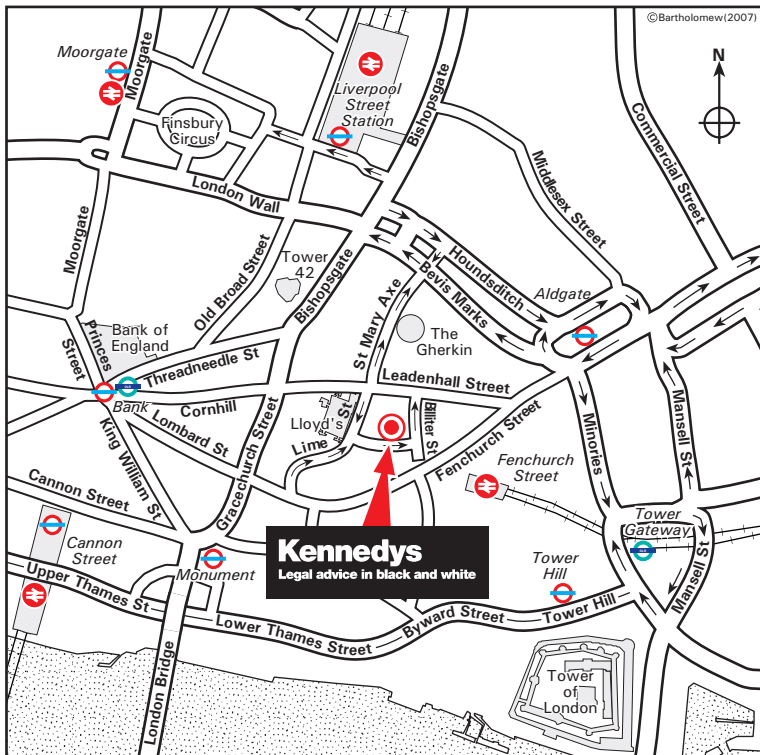 ©Bartholomew(2007)
Moorgate
Moorgate
Liverpool
Street
Station
Bishopsgate
N
Commercial Street
Finsbury
Circus
Middlesex Street
London Wall
Moorgate
Old Broad Street
Tower
42
Bishopsgate
Houndsditch
Bevis Marks
Aldgate
St Mary Axe
The
Gherkin
Bank of
England
Princes
Street
Threadneedle St
Leadenhall Street
Bank
Cornhill
Lombard St
King William St
Lloyd's
Lime
St
Billiter St
Fenchurch Street
Gracechurch Street
Minories
Mansell St
Fenchurch
Street
Cannon Street
Cannon
Street
Tower
Gateway
Mansell St
Kennedys
Legal advice in black and white
Monument
Tower
Hill
Upper Thames St
Lower Thames Street
Byward Street
Tower Hill
London Bridge
Tower
of
London